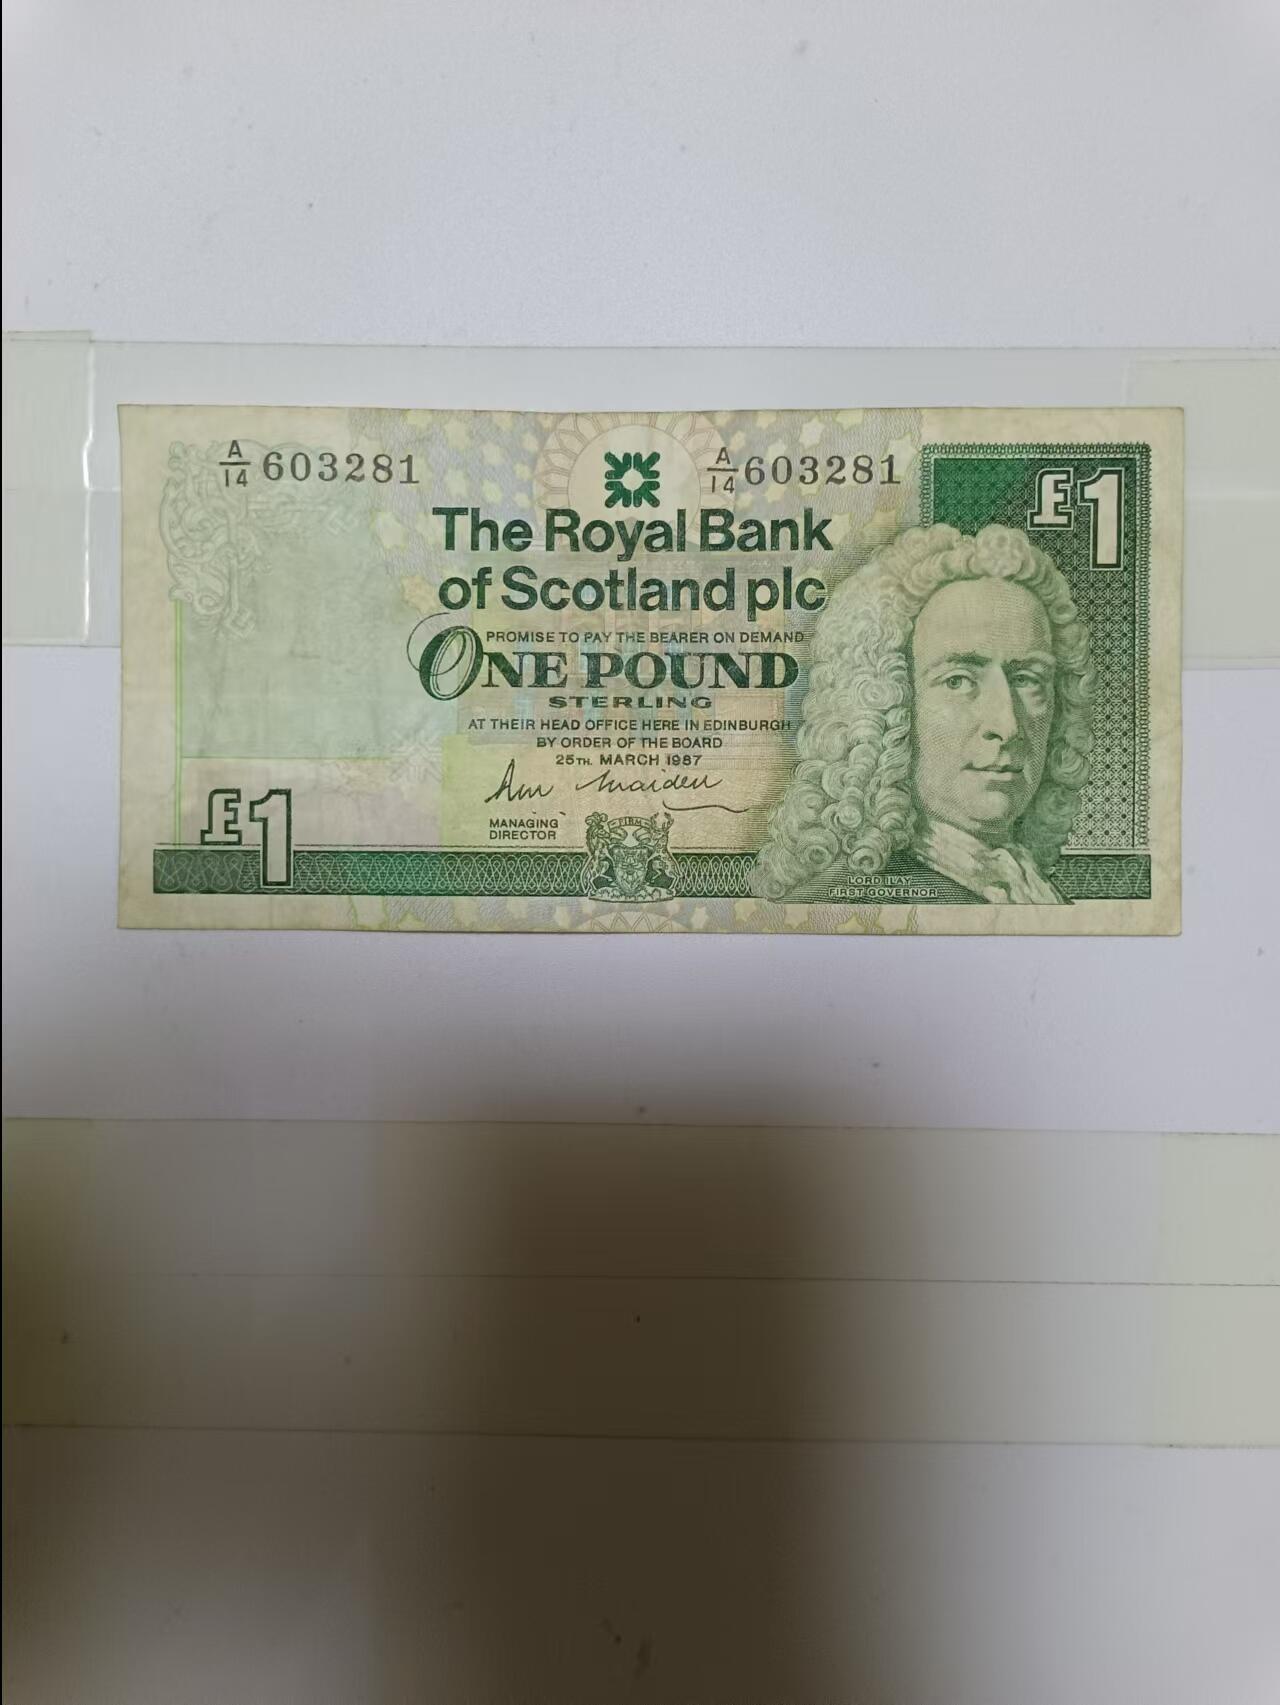 A/14 603281
A/14 603281
£1
The Royal Bank
of Scotland plc
PROMISE TO PAY THE BEARER ON DEMAND
ONE POUND
STERLING
AT THEIR HEAD OFFICE HERE IN EDINBURGH
BY ORDER OF THE BOARD
25TH. MARCH 1987
MANAGING
DIRECTOR
£1
FIRM
LORD ILAY
FIRST GOVERNOR